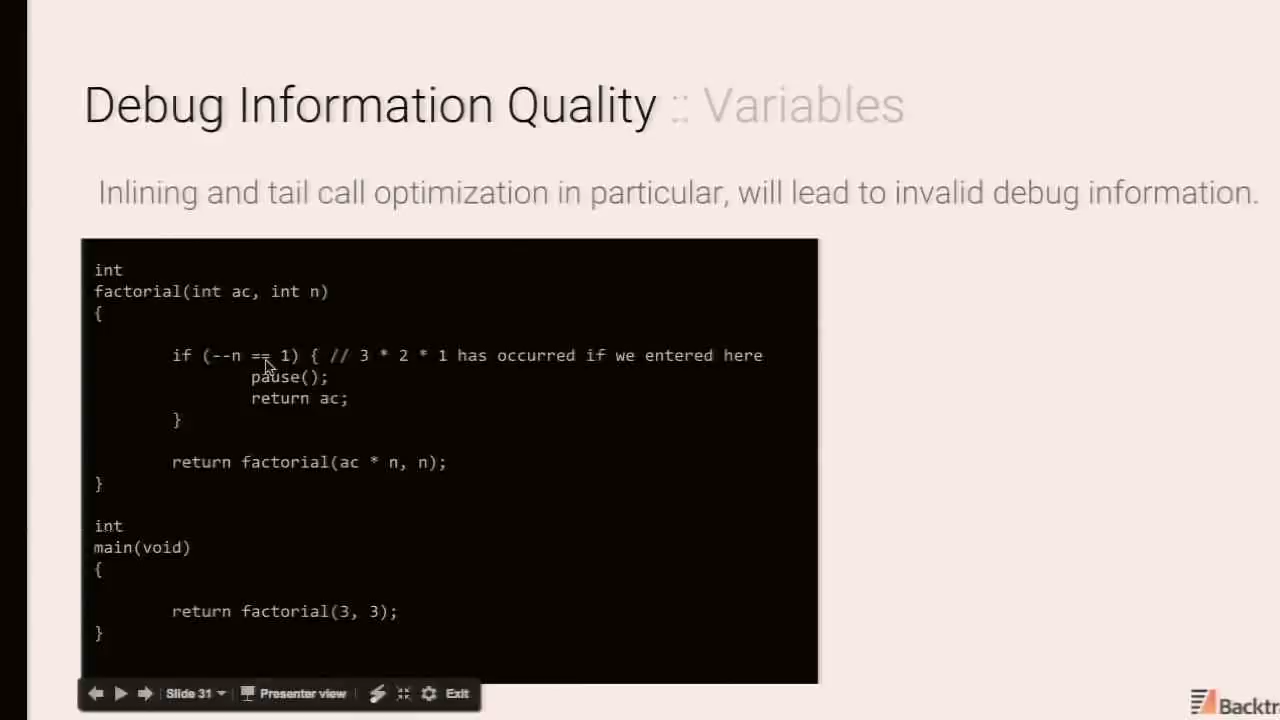 Debug Information Quality :: Variables
Inlining and tail call optimization in particular, will lead to invalid debug information.
int
factorial(int ac, int n)
{
if (--n == 1) { // 3 * 2 * 1 has occurred if we entered here
pause();
return ac;
}
return factorial(ac * n, n);
}
int
main(void)
{
return factorial(3, 3);
}
Slide 31
Presenter view
Exit
Backtr